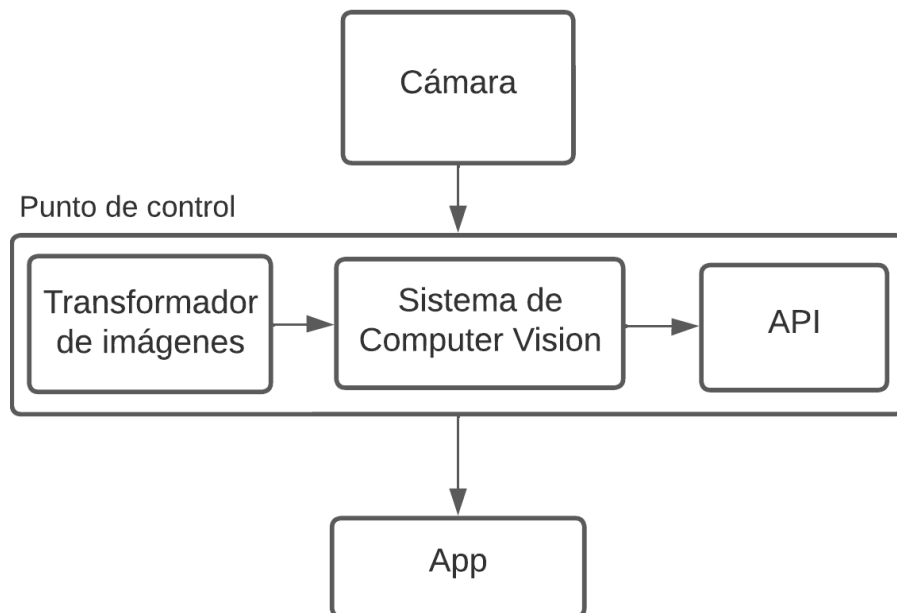 Cámara
Punto de control
Transformador
de imágenes
Sistema de
Computer Vision
API
App